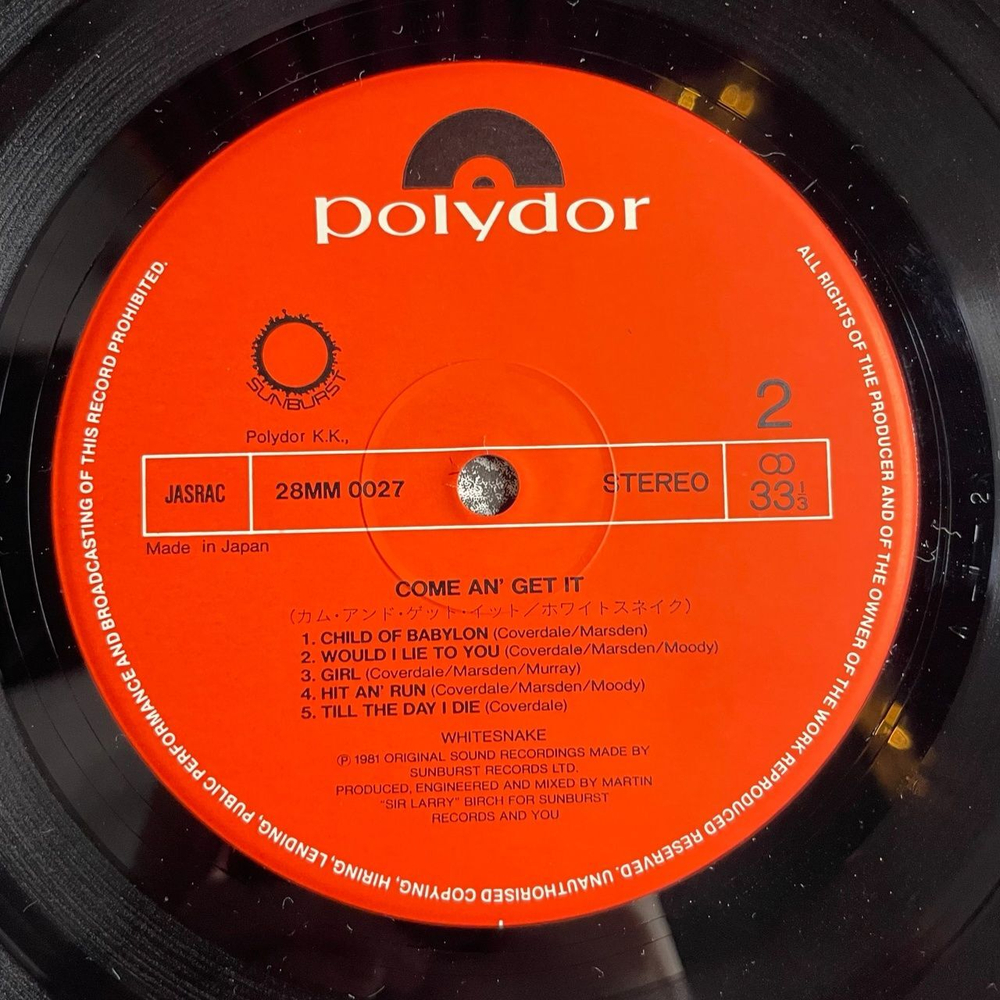 polydor
SUNBURST
Polydor K.K.,
2
JASRAC
28MM 0027
STEREO
33 1/3
Made in Japan
COME AN' GET IT
(カム・アンド・ゲット・イット/ホワイトスネイク)
1. CHILD OF BABYLON (Coverdale/Marsden)
2. WOULD I LIE TO YOU (Coverdale/Marsden/Moody)
3. GIRL (Coverdale/Marsden/Murray)
4. HIT AN' RUN (Coverdale/Marsden/Moody)
5. TILL THE DAY I DIE (Coverdale)
WHITESNAKE
Ⓟ 1981 ORIGINAL SOUND RECORDINGS MADE BY
SUNBURST RECORDS LTD.
PRODUCED, ENGINEERED AND MIXED BY MARTIN
"SIR LARRY" BIRCH FOR SUNBURST
RECORDS AND YOU
ALL RIGHTS OF THE PRODUCER AND OF THE OWNER OF THE WORK REPRODUCED RESERVED. UNAUTHORISED COPYING, HIRING, LENDING, PUBLIC PERFORMANCE AND BROADCASTING OF THIS RECORD PROHIBITED.